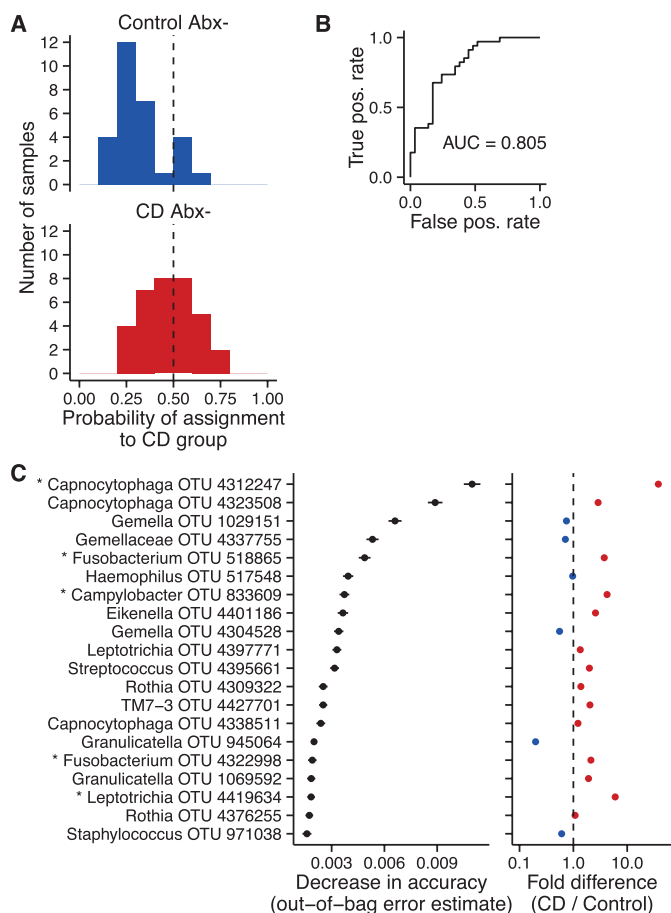 A
Control Abx-
12
10
8
6
4
2
0
CD Abx-
12
10
8
6
4
2
0
Number of samples
0.00 0.25 0.50 0.75 1.00
Probability of assignment
to CD group
B
1.0
0.5
0.0
True pos. rate
AUC = 0.805
0.0 0.5 1.0
False pos. rate
C
* Capnocytophaga OTU 4312247
Capnocytophaga OTU 4323508
Gemella OTU 1029151
Gemellaceae OTU 4337755
* Fusobacterium OTU 518865
Haemophilus OTU 517548
* Campylobacter OTU 833609
Eikenella OTU 4401186
Gemella OTU 4304528
Leptotrichia OTU 4397771
Streptococcus OTU 4395661
Rothia OTU 4309322
TM7−3 OTU 4427701
Capnocytophaga OTU 4338511
Granulicatella OTU 945064
* Fusobacterium OTU 4322998
Granulicatella OTU 1069592
* Leptotrichia OTU 4419634
Rothia OTU 4376255
Staphylococcus OTU 971038
0.003 0.006 0.009
Decrease in accuracy
(out−of−bag error estimate)
0.1 1.0 10.0
Fold difference
(CD / Control)